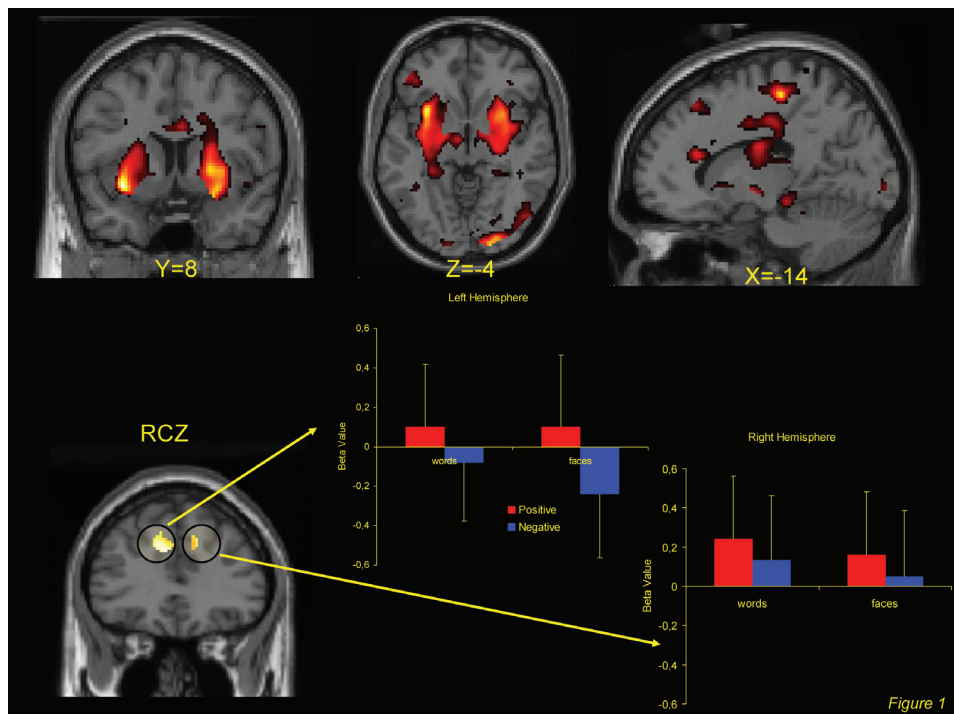 Y=8
Z=-4
X=-14
Left Hemisphere
0,6
0,4
0,2
0
-0,2
-0,4
-0,6
Beta Value
words
faces
Positive
Negative
RCZ
Right Hemisphere
0,6
0,4
0,2
0
-0,2
-0,4
-0,6
Beta Value
words
faces
Figure 1